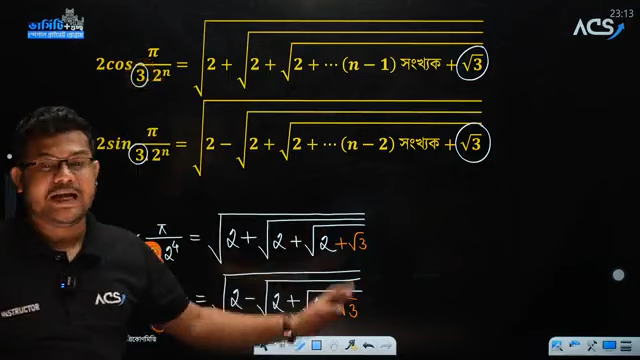 ভার্সিটি
স্পেশাল প্রাইভেট প্রোগ্রাম
23:13
ACS
2cos π/3.2ⁿ = √(2 + √(2 + √(2 + ⋯ (n − 1) সংখ্যক + √3)))
2sin π/3.2ⁿ = √(2 − √(2 + √(2 + ⋯ (n − 2) সংখ্যক + √3)))
π/2⁴ = √(2 + √(2 + √(2 + √3)))
= √(2 − √(2 + √3
ACS
INSTRUCTOR